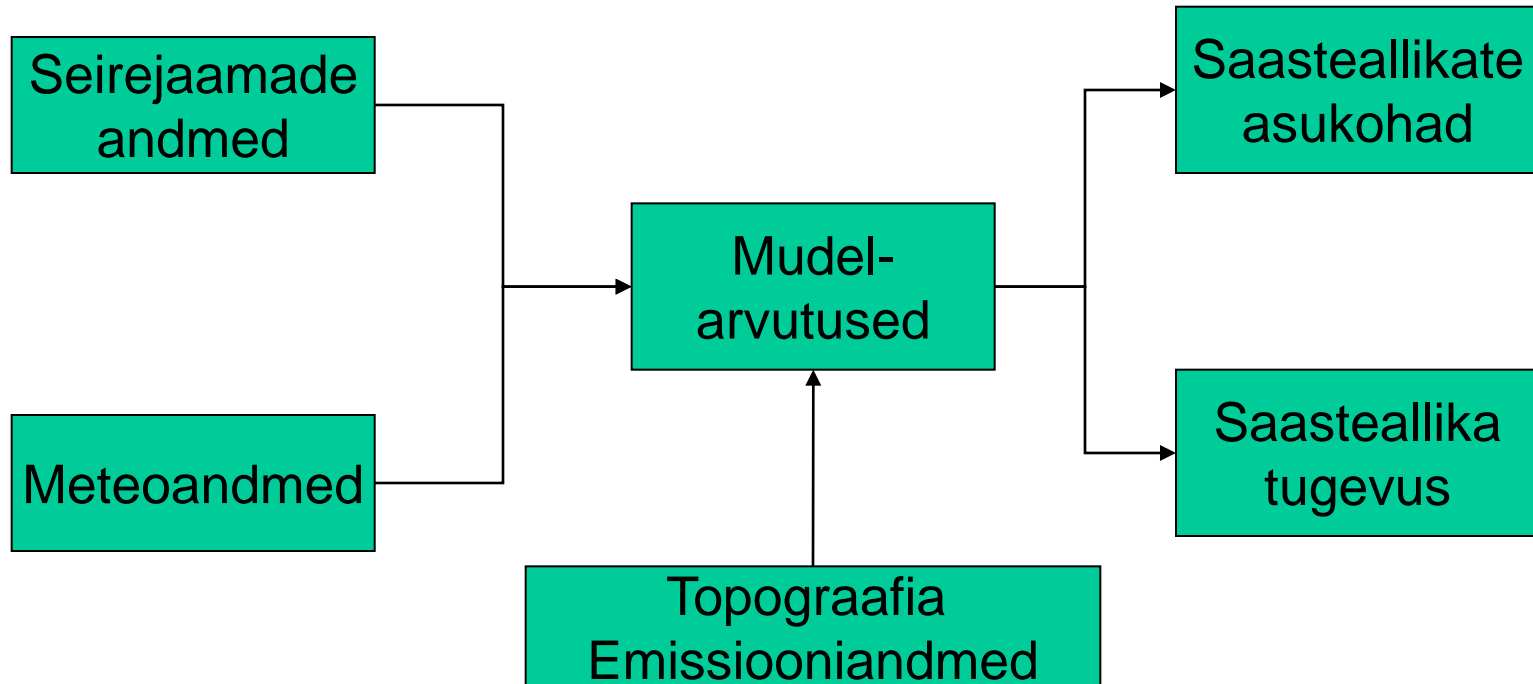 Seirejaamade
andmed
Meteoandmed
Mudel-
arvutused
Topograafia
Emissiooniandmed
Saasteallikate
asukohad
Saasteallika
tugevus